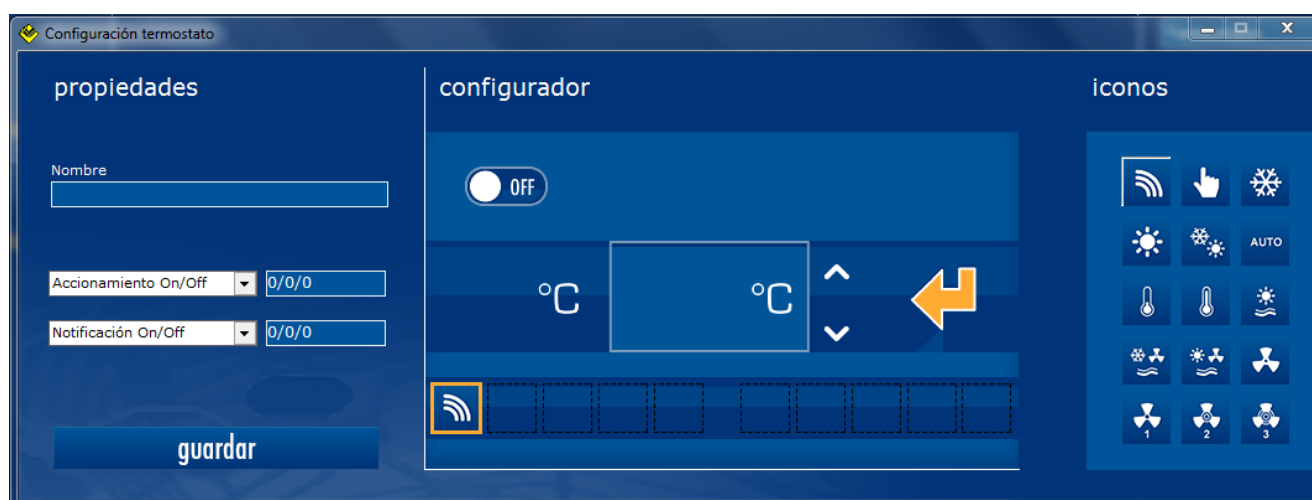 Configuración termostato
propiedades
configurador
iconos
Nombre
OFF
AUTO
Accionamiento On/Off 0/0/0
°C
°C
Notificación On/Off 0/0/0
guardar
1
2
3